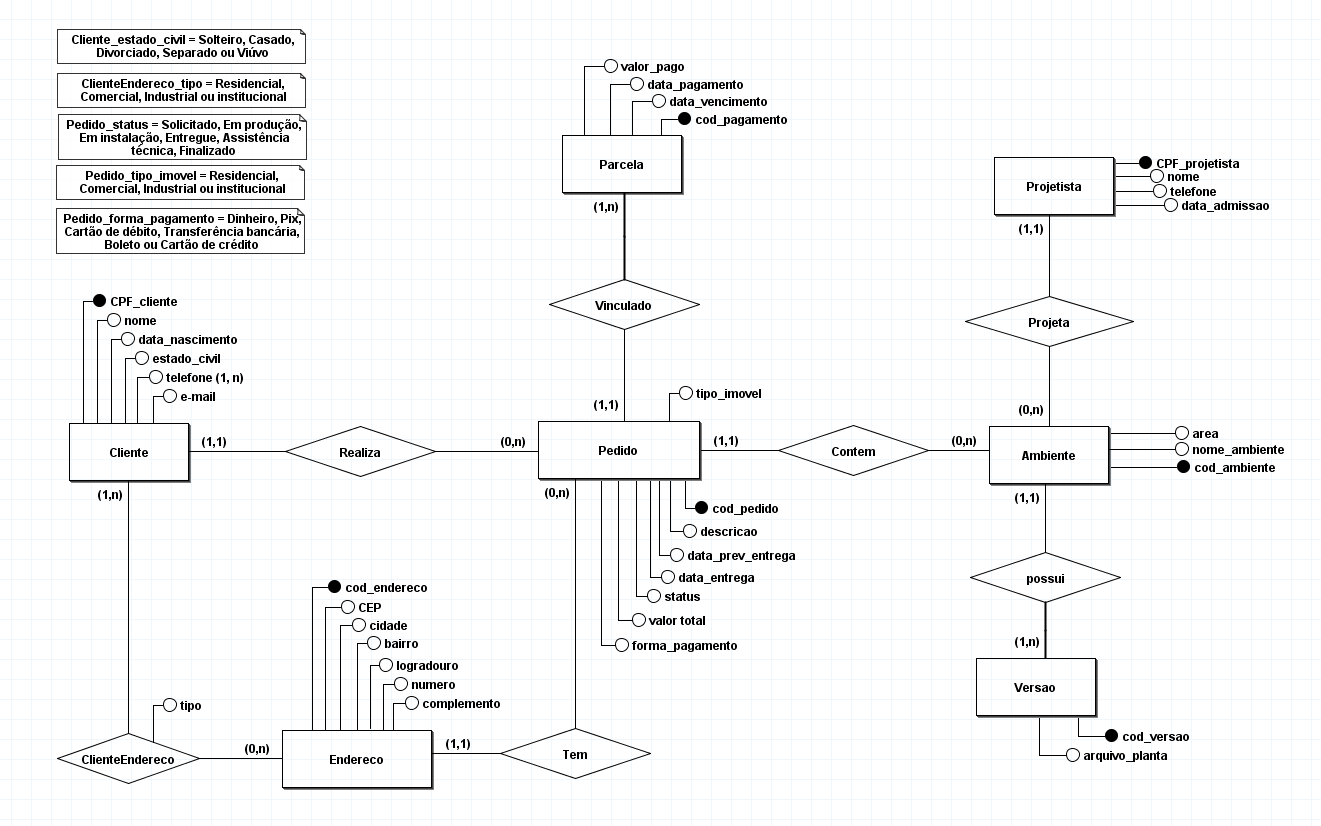 Cliente_estado_civil = Solteiro, Casado,
Divorciado, Separado ou Viúvo
ClienteEndereco_tipo = Residencial,
Comercial, Industrial ou institucional
Pedido_status = Solicitado, Em produção,
Em instalação, Entregue, Assistência
técnica, Finalizado
Pedido_tipo_imovel = Residencial,
Comercial, Industrial ou institucional
Pedido_forma_pagamento = Dinheiro, Pix,
Cartão de débito, Transferência bancária,
Boleto ou Cartão de crédito
valor_pago
data_pagamento
data_vencimento
cod_pagamento
Parcela
(1,n)
Vinculado
(1,1)
CPF_projetista
nome
telefone
data_admissao
Projetista
(1,1)
Projeta
(0,n)
CPF_cliente
nome
data_nascimento
estado_civil
telefone (1, n)
e-mail
Cliente
(1,1)
Realiza
(0,n)
tipo_imovel
Pedido
(1,1)
Contem
(0,n)
Ambiente
area
nome_ambiente
cod_ambiente
(1,n)
(0,n)
cod_pedido
descricao
data_prev_entrega
data_entrega
status
valor total
forma_pagamento
(1,1)
possui
(1,n)
Versao
cod_versao
arquivo_planta
cod_endereco
CEP
cidade
bairro
logradouro
numero
complemento
tipo
ClienteEndereco
(0,n)
Endereco
(1,1)
Tem